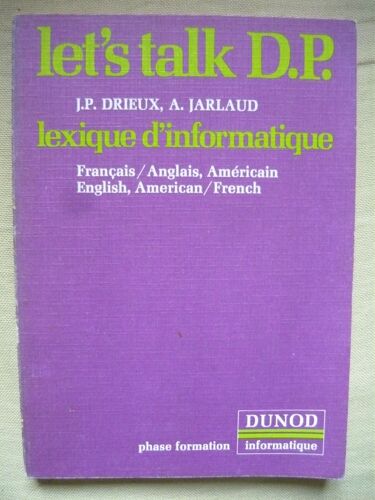 let's talk D.P.
J.P. DRIEUX, A. JARLAUD
lexique d'informatique
Français/Anglais, Américain
English, American/French
DUNOD
phase formation informatique